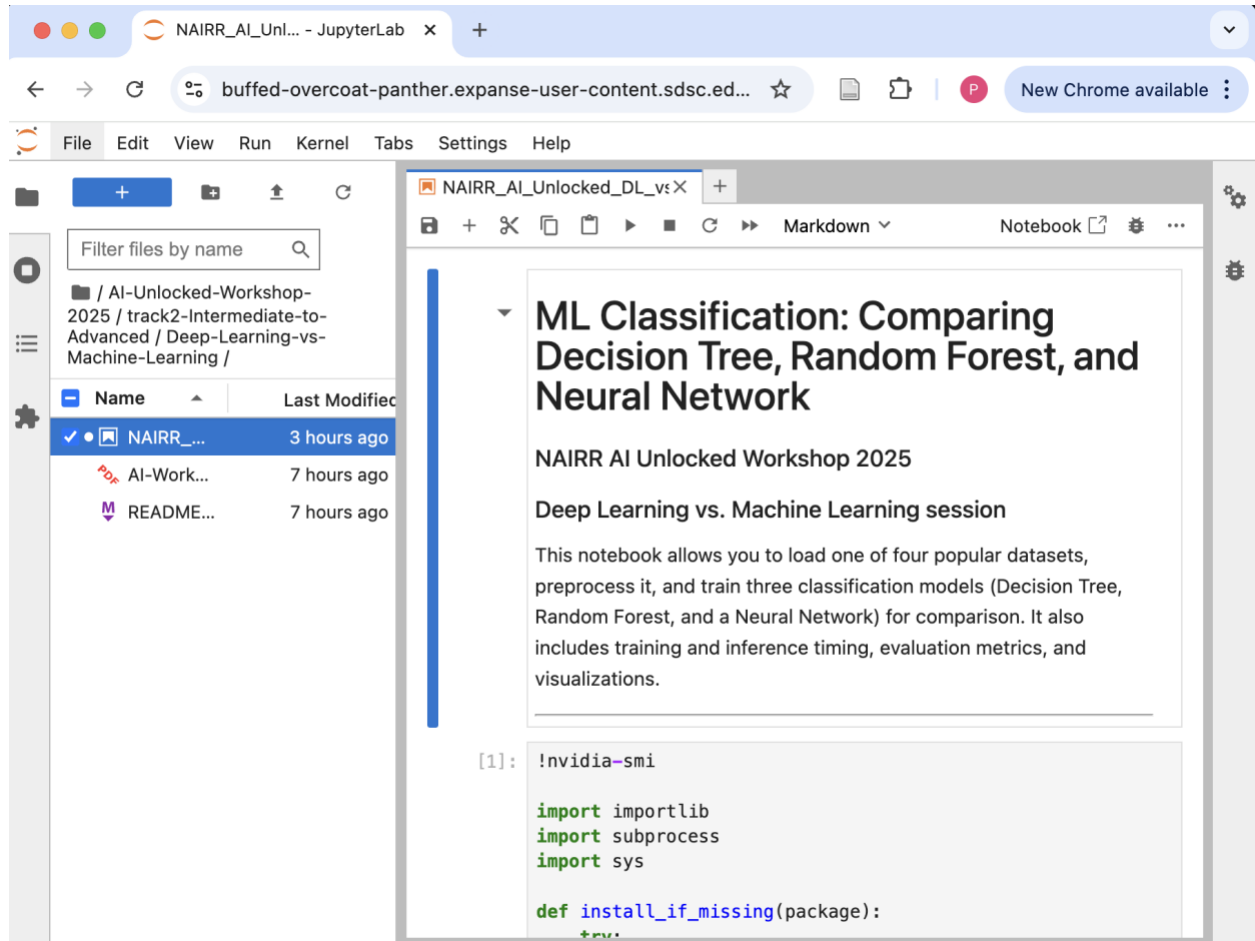 NAIRR_AI_Unl... - JupyterLab
buffed-overcoat-panther.expanse-user-content.sdsc.ed...
P
New Chrome available
File Edit View Run Kernel Tabs Settings Help
+
Filter files by name
/ AI-Unlocked-Workshop-
2025 / track2-Intermediate-to-
Advanced / Deep-Learning-vs-
Machine-Learning /
Name Last Modified
NAIRR_... 3 hours ago
PDF AI-Work... 7 hours ago
M README... 7 hours ago
NAIRR_AI_Unlocked_DL_vs
Markdown Notebook
ML Classification: Comparing
Decision Tree, Random Forest, and
Neural Network
NAIRR AI Unlocked Workshop 2025
Deep Learning vs. Machine Learning session
This notebook allows you to load one of four popular datasets,
preprocess it, and train three classification models (Decision Tree,
Random Forest, and a Neural Network) for comparison. It also
includes training and inference timing, evaluation metrics, and
visualizations.
[1]: !nvidia-smi
import importlib
import subprocess
import sys
def install_if_missing(package):
try: